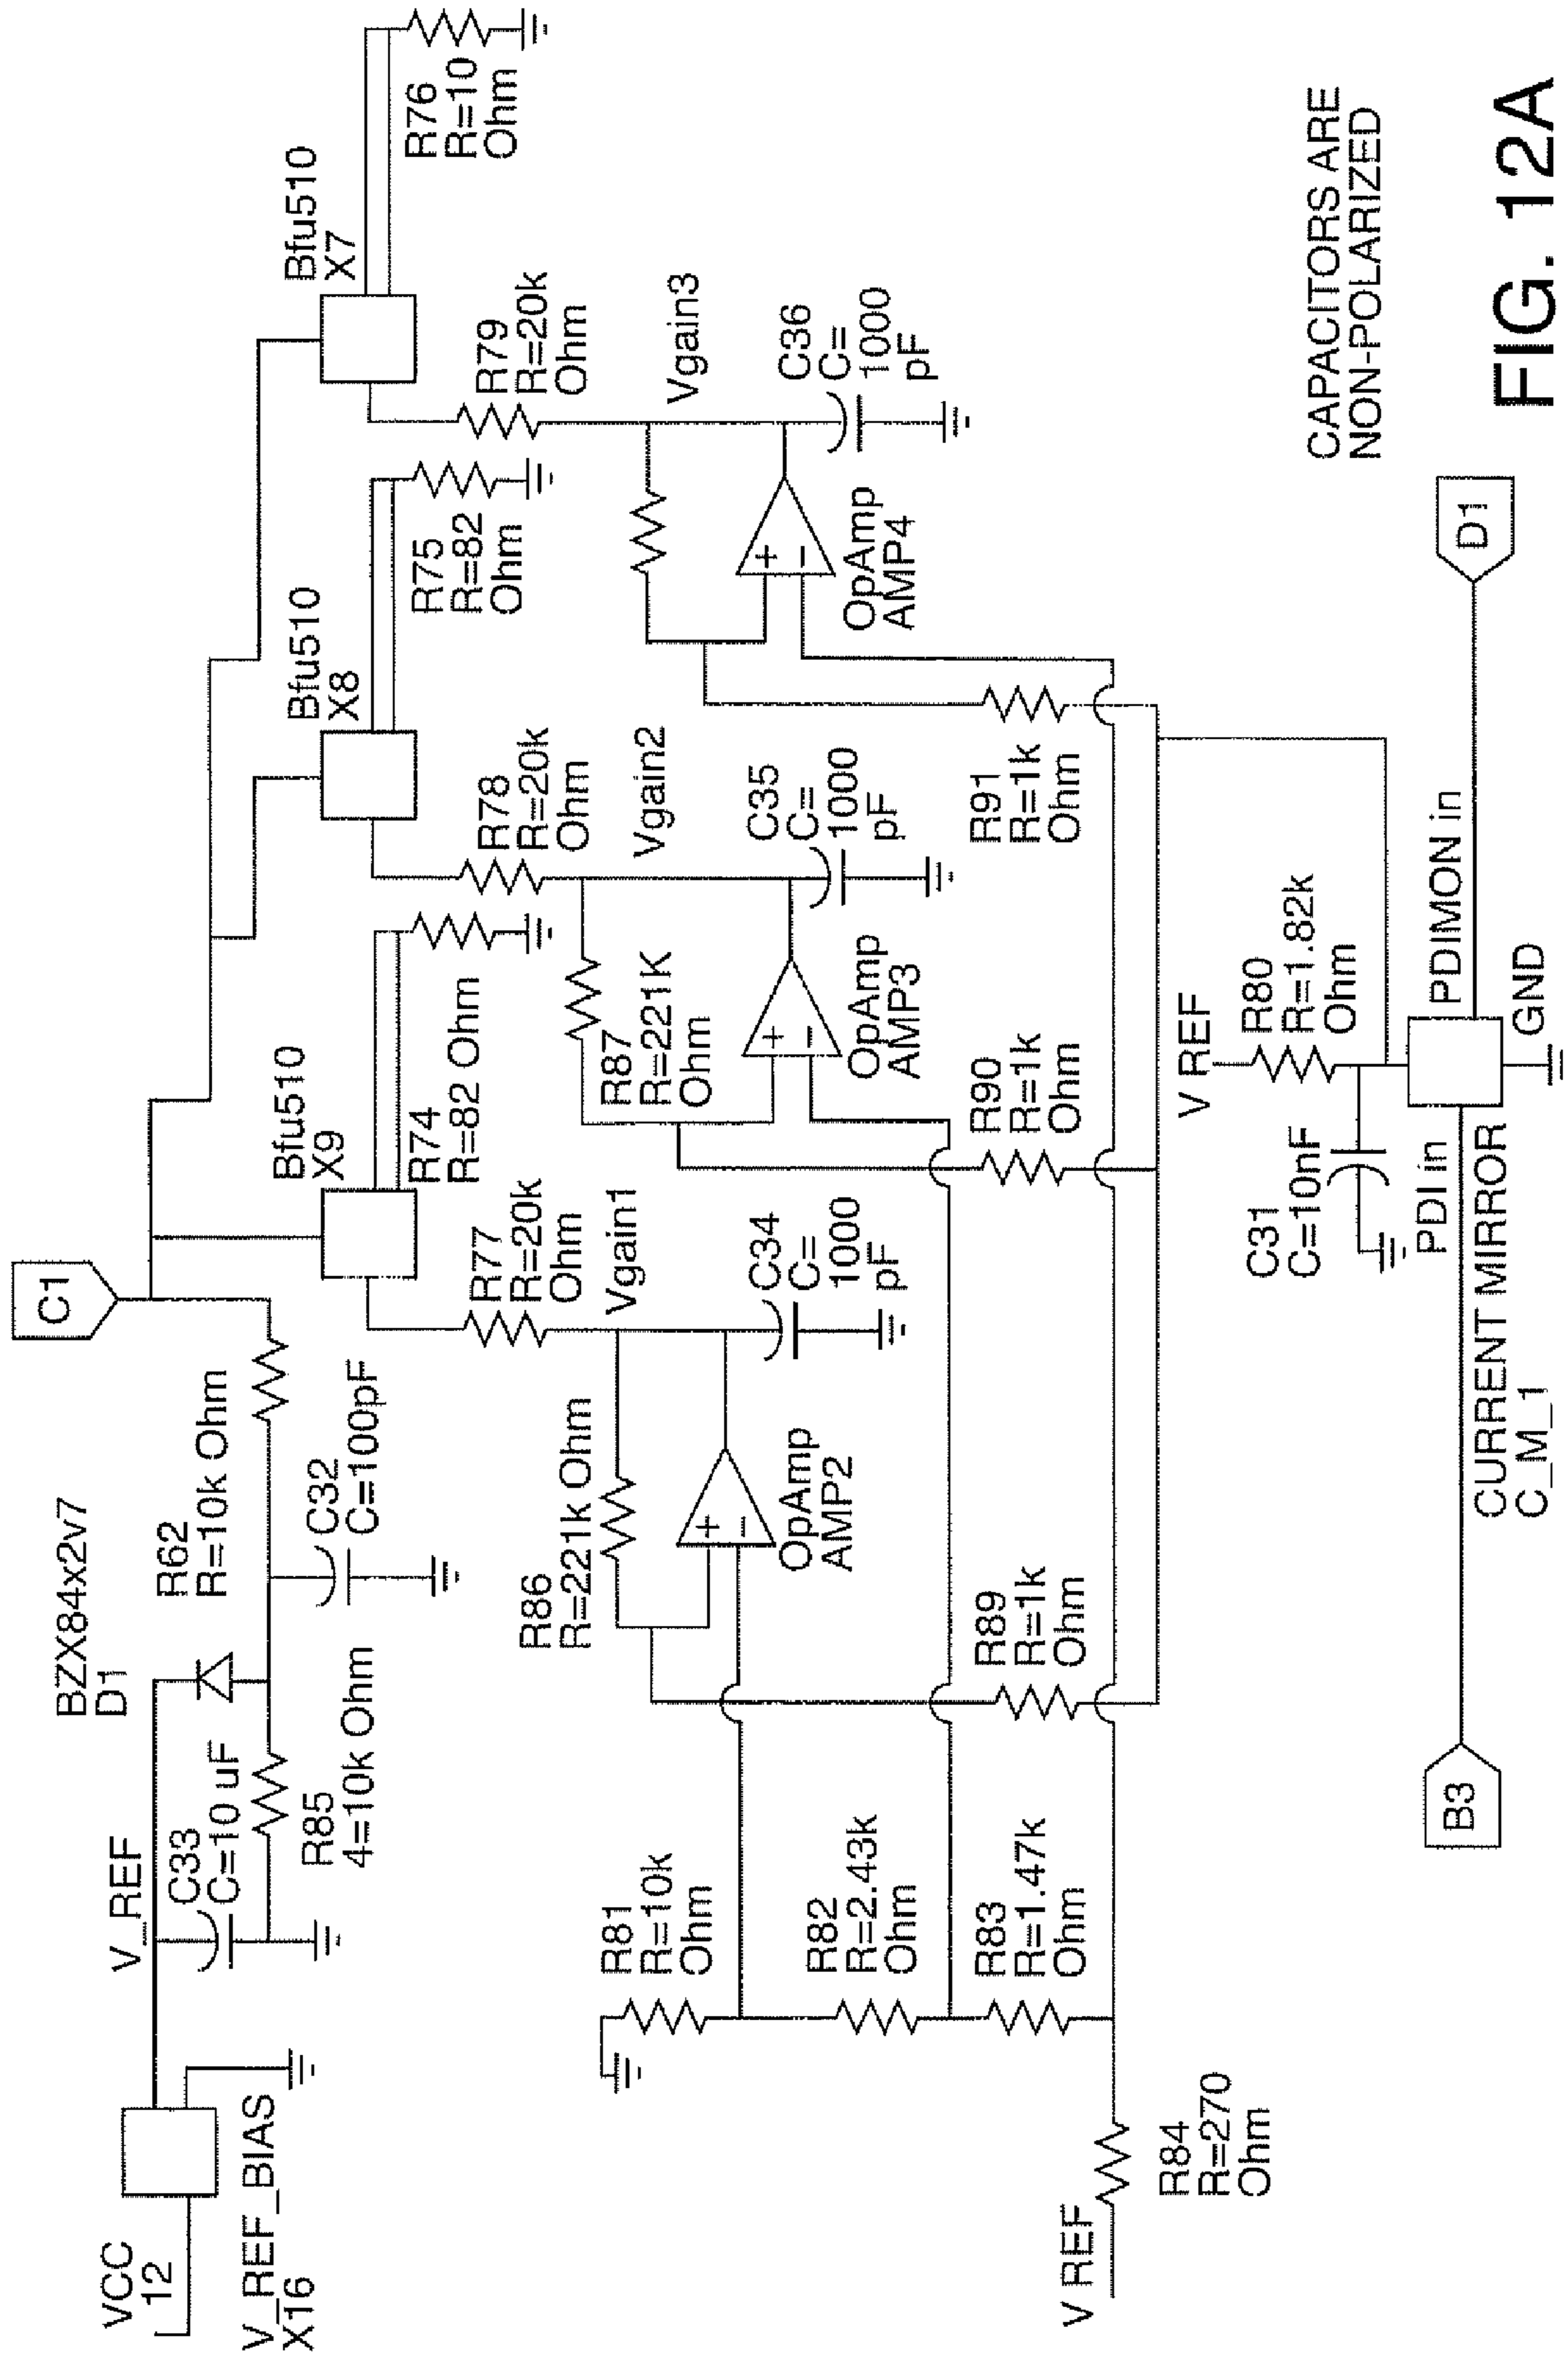 VCC
12
V_REF_BIAS
X16
V_REF
C33
C=10 uF
R85
4=10k Ohm
BZX84x2v7
D1
R62
R=10k Ohm
C32
C=100pF
C1
Bfu510
X9
R74
R=82 Ohm
Bfu510
X8
R75
R=82
Ohm
Bfu510
X7
R76
R=10
Ohm
R77
R=20k
Ohm
Vgain1
R78
R=20k
Ohm
Vgain2
R79
R=20k
Ohm
Vgain3
R86
R=221k Ohm
+
−
OpAmp
AMP2
C34
C=
1000
pF
R87
R=221K
Ohm
+
−
OpAmp
AMP3
C35
C=
1000
pF
+
−
OpAmp
AMP4
C36
C=
1000
pF
R81
R=10k
Ohm
R82
R=2.43k
Ohm
R83
R=1.47k
Ohm
R89
R=1k
Ohm
R90
R=1k
Ohm
R91
R=1k
Ohm
V REF
R84
R=270
Ohm
V REF
R80
R=1.82k
Ohm
C31
C=10nF
PDI in
PDIMON in
B3
CURRENT MIRROR
C_M_1
GND
D1
CAPACITORS ARE
NON-POLARIZED
FIG. 12A